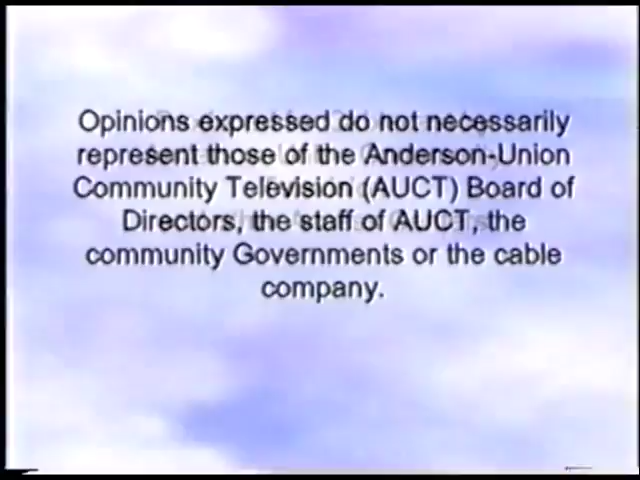 Opinions expressed do not necessarily
represent those of the Anderson-Union
Community Television (AUCT) Board of
Directors, the staff of AUCT, the
community Governments or the cable
company.